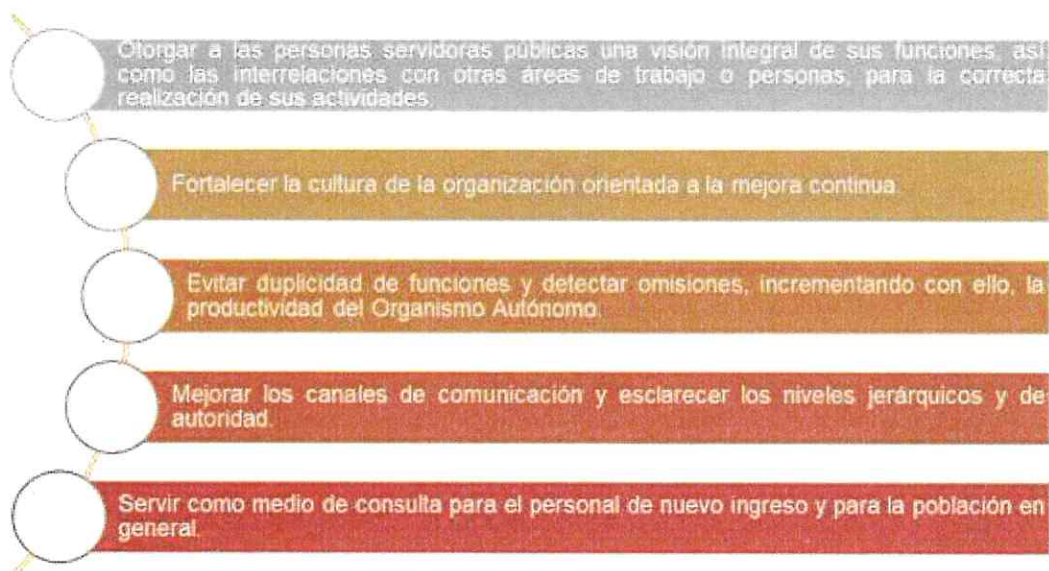 Otorgar a las personas servidoras públicas una visión integral de sus funciones, así
como las interrelaciones con otras áreas de trabajo o personas, para la correcta
realización de sus actividades.
Fortalecer la cultura de la organización orientada a la mejora continua.
Evitar duplicidad de funciones y detectar omisiones, incrementando con ello, la
productividad del Organismo Autónomo.
Mejorar los canales de comunicación y esclarecer los niveles jerárquicos y de
autoridad.
Servir como medio de consulta para el personal de nuevo ingreso y para la población en
general.